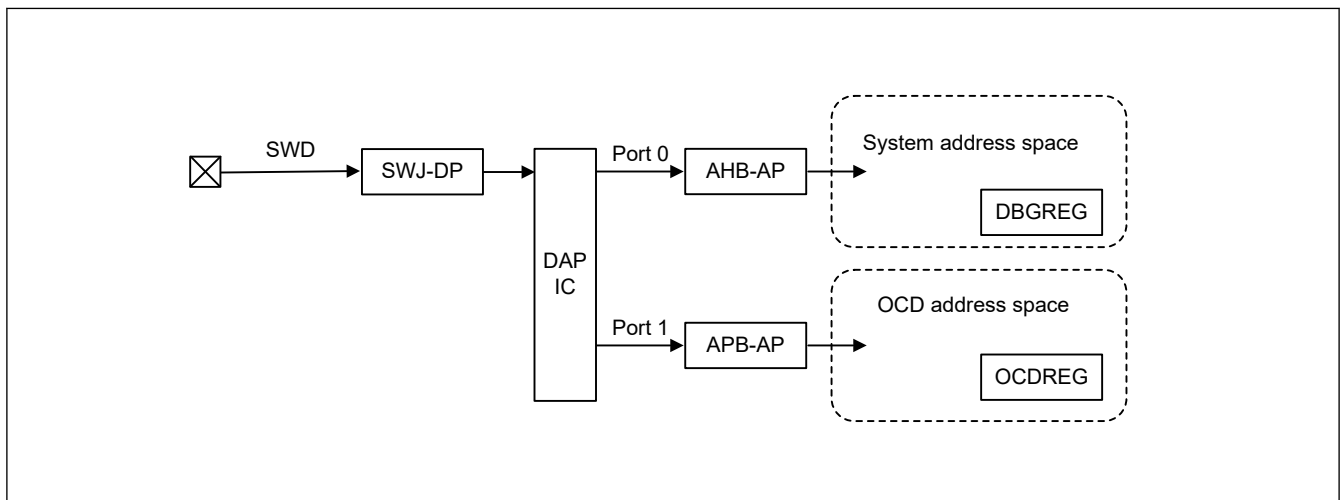 SWD
SWJ-DP
DAP
IC
Port 0
AHB-AP
System address space
DBGREG
Port 1
APB-AP
OCD address space
OCDREG